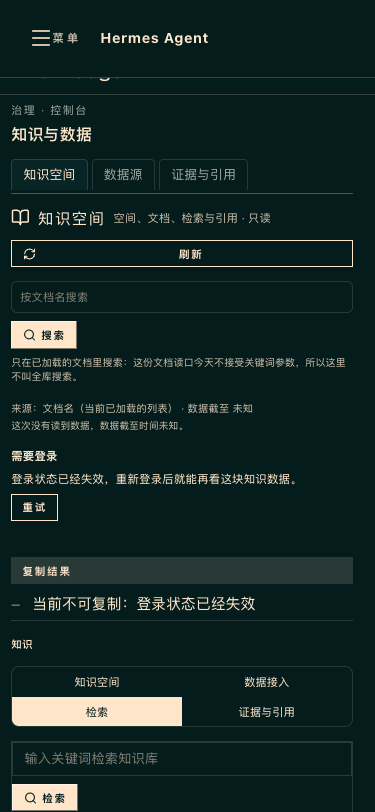 菜单
Hermes Agent
治理 · 控制台
知识与数据
知识空间
数据源
证据与引用
知识空间 空间、文档、检索与引用 · 只读
刷新
按文档名搜索
搜索
只在已加载的文档里搜索：这份文档读口今天不接受关键词参数，所以这里
不叫全库搜索。
来源：文档名（当前已加载的列表） · 数据截至 未知
这次没有读到数据，数据截至时间未知。
需要登录
登录状态已经失效，重新登录后就能再看这块知识数据。
重试
复制结果
— 当前不可复制：登录状态已经失效
知识
知识空间
数据接入
检索
证据与引用
输入关键词检索知识库
检索